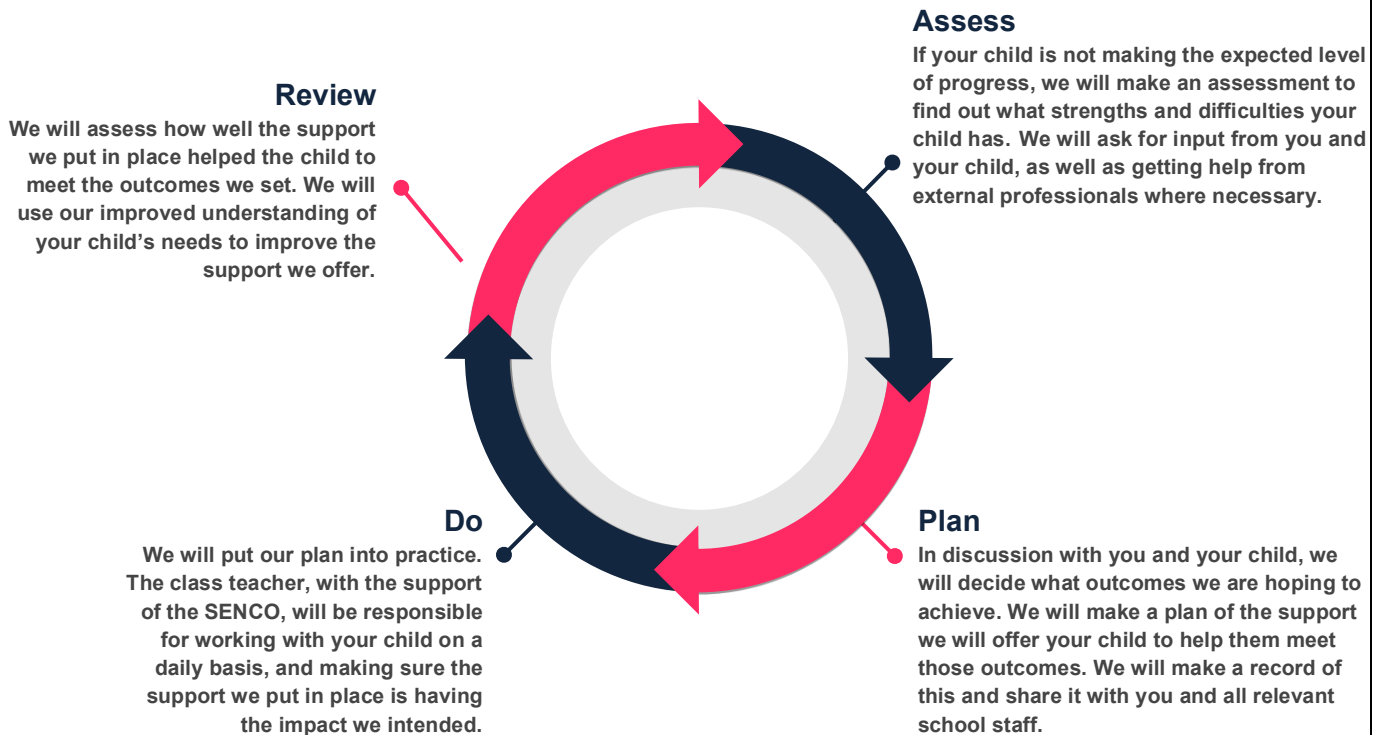 Assess
If your child is not making the expected level
of progress, we will make an assessment to
find out what strengths and difficulties your
child has. We will ask for input from you and
your child, as well as getting help from
external professionals where necessary.
Plan
In discussion with you and your child, we
will decide what outcomes we are hoping to
achieve. We will make a plan of the support
we will offer your child to help them meet
those outcomes. We will make a record of
this and share it with you and all relevant
school staff.
Do
We will put our plan into practice.
The class teacher, with the support
of the SENCO, will be responsible
for working with your child on a
daily basis, and making sure the
support we put in place is having
the impact we intended.
Review
We will assess how well the support
we put in place helped the child to
meet the outcomes we set. We will
use our improved understanding of
your child’s needs to improve the
support we offer.